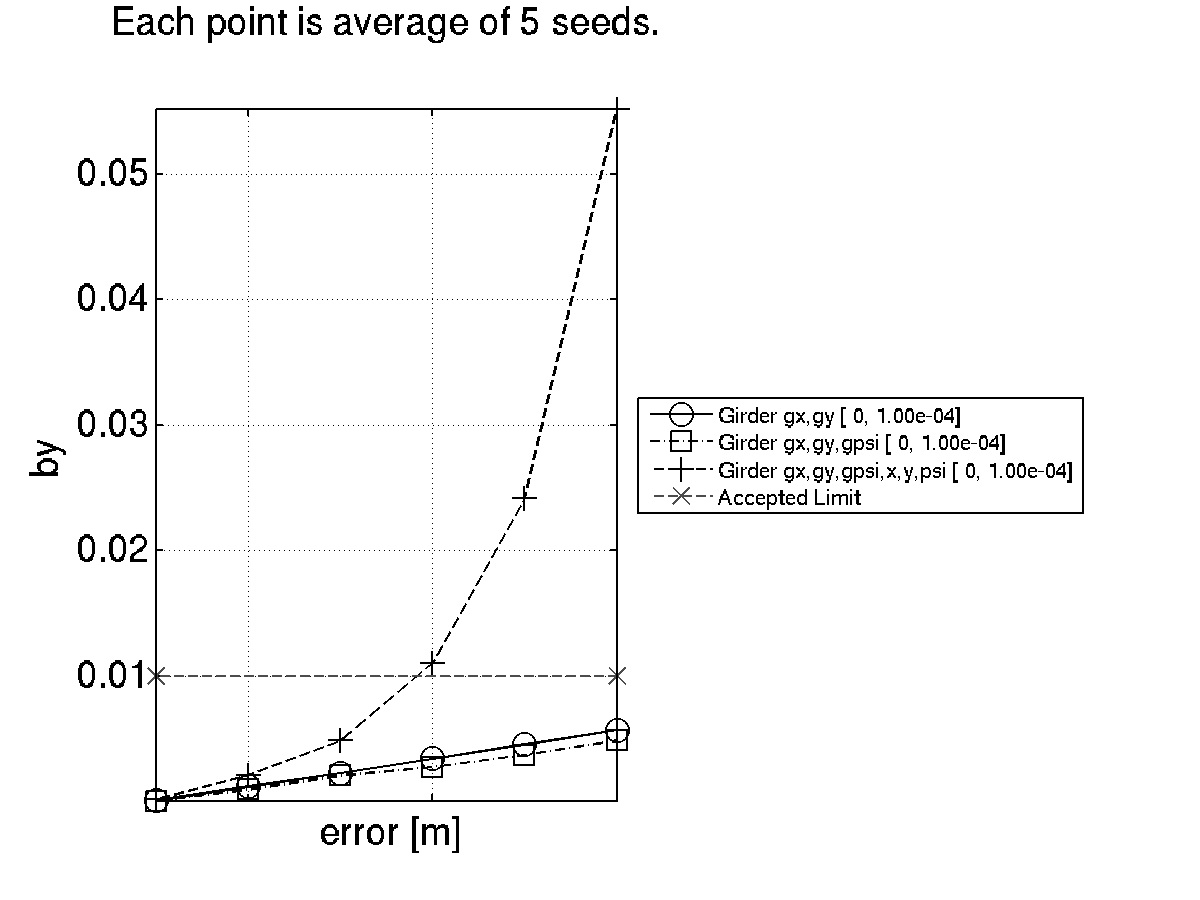 Each point is average of 5 seeds.
0.05
0.04
0.03
0.02
0.01
by
error [m]
Girder gx,gy [ 0, 1.00e-04]
Girder gx,gy,gpsi [ 0, 1.00e-04]
Girder gx,gy,gpsi,x,y,psi [ 0, 1.00e-04]
Accepted Limit